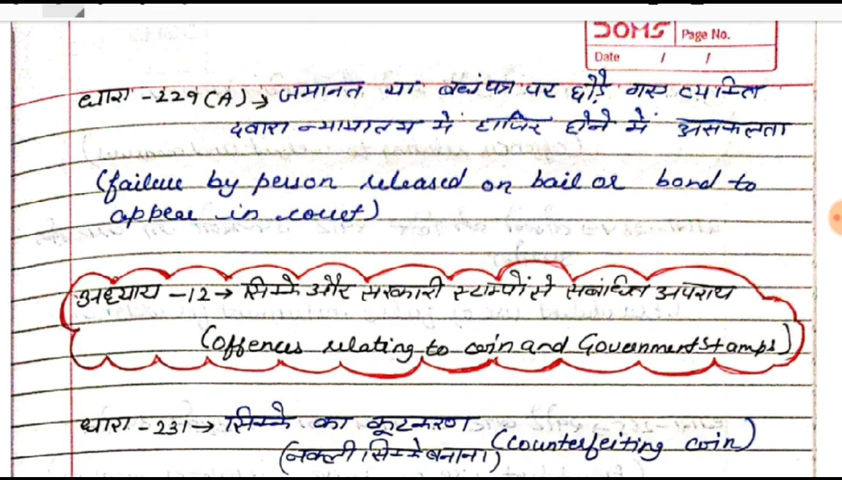 DOMS Page No.
Date / /
धारा -229(A) → जमानत या बंधपत्र पर छोड़े गए व्यक्ति
द्वारा न्यायालय में हाजिर होने में असफलता
(failure by person released on bail or bond to
appear in court)
अध्याय -12 → सिक्के और सरकारी स्टाम्पों से संबंधित अपराध
(offences relating to coin and Government Stamps)
धारा -231 → सिक्के का कूटकरण (counterfeiting coin)
(नकली सिक्के बनाना)